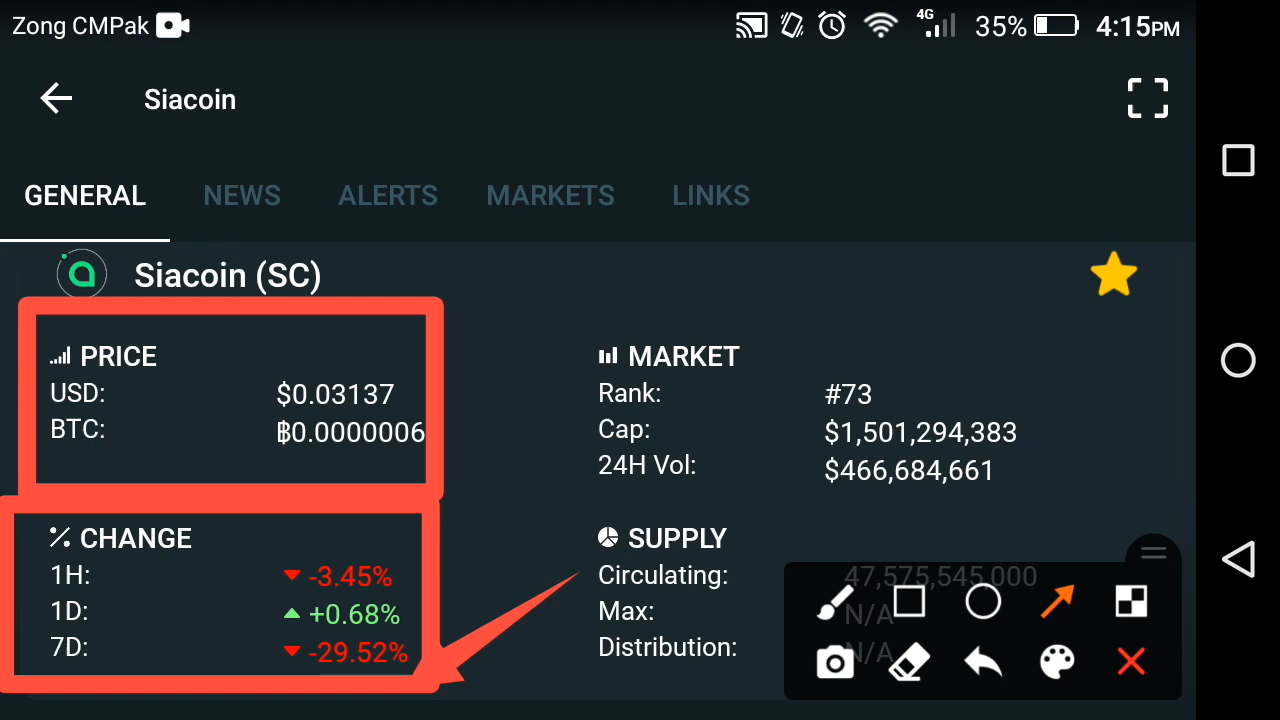 Zong CMPak 4G 35% 4:15PM
Siacoin
GENERAL NEWS ALERTS MARKETS LINKS
Siacoin (SC)
PRICE
USD: $0.03137
BTC: ฿0.0000006
MARKET
Rank: #73
Cap: $1,501,294,383
24H Vol: $466,684,661
CHANGE
1H: -3.45%
1D: +0.68%
7D: -29.52%
SUPPLY
Circulating: 47,575,545,000
Max: N/A
Distribution: N/A